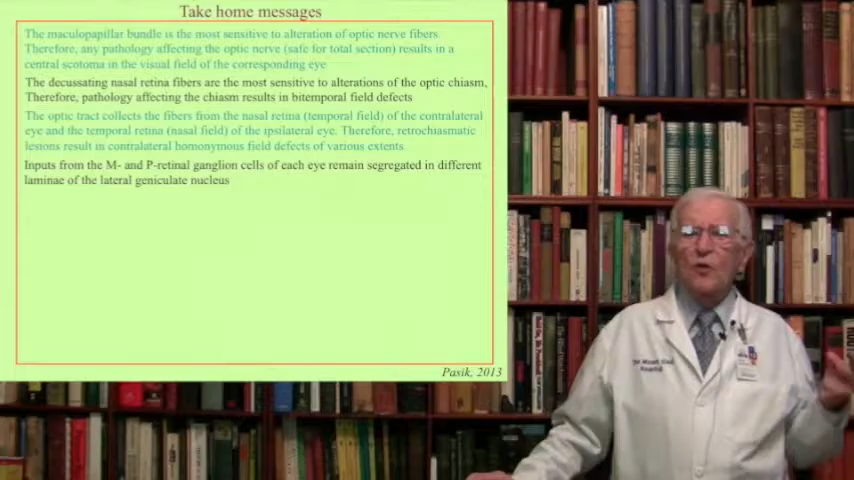 Take home messages
The maculopapillar bundle is the most sensitive to alteration of optic nerve fibers.
Therefore, any pathology affecting the optic nerve (safe for total section) results in a
central scotoma in the visual field of the corresponding eye
The decussating nasal retina fibers are the most sensitive to alterations of the optic chiasm,
Therefore, pathology affecting the chiasm results in bitemporal field defects
The optic tract collects the fibers from the nasal retina (temporal field) of the contralateral
eye and the temporal retina (nasal field) of the ipsilateral eye. Therefore, retrochiasmatic
lesions result in contralateral homonymous field defects of various extents
Inputs from the M- and P-retinal ganglion cells of each eye remain segregated in different
laminae of the lateral geniculate nucleus
Pasik, 2013
The Mount Sinai
Hospital